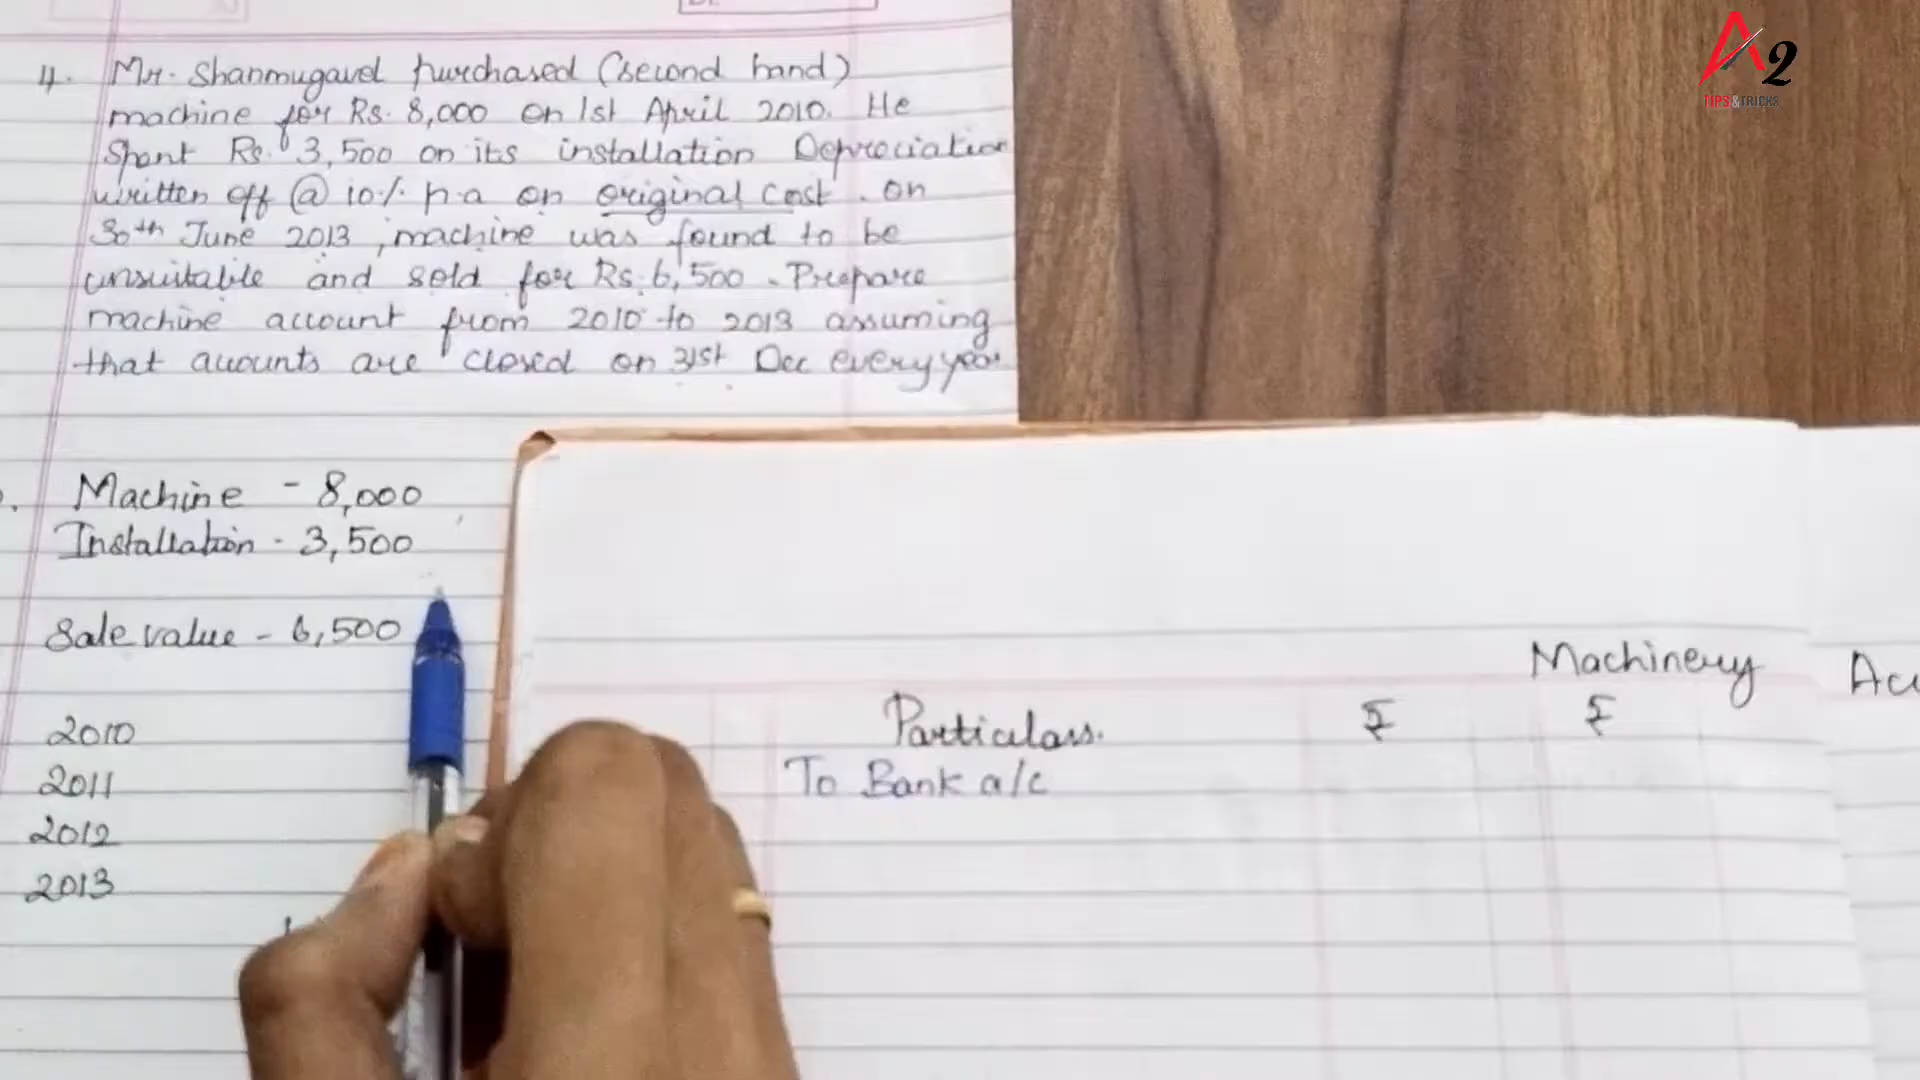 4. Mr. Shanmugavel purchased (second hand)
machine for Rs. 8,000 on 1st April 2010. He
Spent Rs. 3,500 on its installation Depreciation
written off @ 10% p.a on original cost. on
30th June 2013, machine was found to be
unsuitable and sold for Rs. 6,500. Prepare
machine account from 2010 to 2013 assuming
that accounts are closed on 31st Dec every year
Machine - 8,000
Installation - 3,500
Sale value - 6,500
2010
2011
2012
2013
Machinery Ac
Particulars. ₹ ₹
To Bank a/c
A2
TIPS&TRICKS